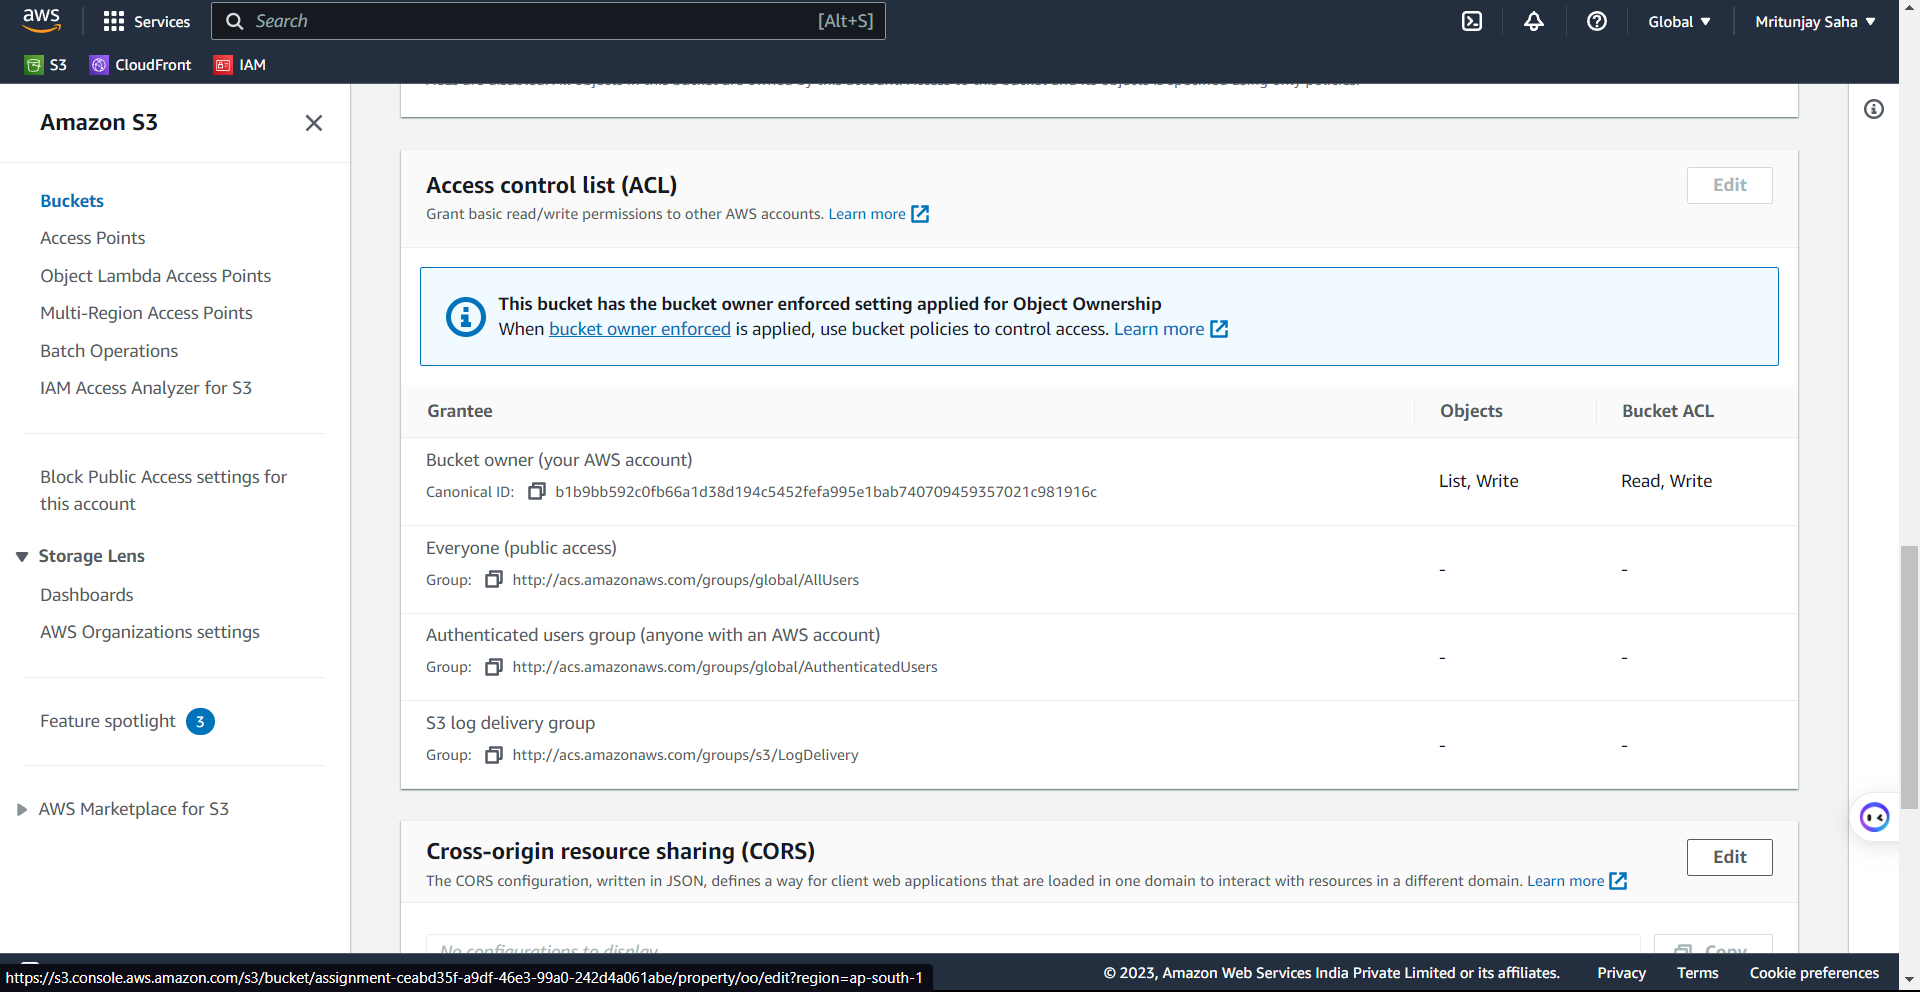 aws
Services
Search
[Alt+S]
Global
Mritunjay Saha
S3
CloudFront
IAM
Amazon S3
Buckets
Access Points
Object Lambda Access Points
Multi-Region Access Points
Batch Operations
IAM Access Analyzer for S3
Block Public Access settings for
this account
Storage Lens
Dashboards
AWS Organizations settings
Feature spotlight 3
AWS Marketplace for S3
Access control list (ACL)
Edit
Grant basic read/write permissions to other AWS accounts. Learn more
This bucket has the bucket owner enforced setting applied for Object Ownership
When bucket owner enforced is applied, use bucket policies to control access. Learn more
Grantee
Objects
Bucket ACL
Bucket owner (your AWS account)
Canonical ID: b1b9bb592c0fb66a1d38d194c5452fefa995e1bab740709459357021c981916c
List, Write
Read, Write
Everyone (public access)
Group: http://acs.amazonaws.com/groups/global/AllUsers
-
-
Authenticated users group (anyone with an AWS account)
Group: http://acs.amazonaws.com/groups/global/AuthenticatedUsers
-
-
S3 log delivery group
Group: http://acs.amazonaws.com/groups/s3/LogDelivery
-
-
Cross-origin resource sharing (CORS)
Edit
The CORS configuration, written in JSON, defines a way for client web applications that are loaded in one domain to interact with resources in a different domain. Learn more
No configurations to display
Copy
https://s3.console.aws.amazon.com/s3/bucket/assignment-ceabd35f-a9df-46e3-99a0-242d4a061abe/property/oo/edit?region=ap-south-1
© 2023, Amazon Web Services India Private Limited or its affiliates.
Privacy
Terms
Cookie preferences